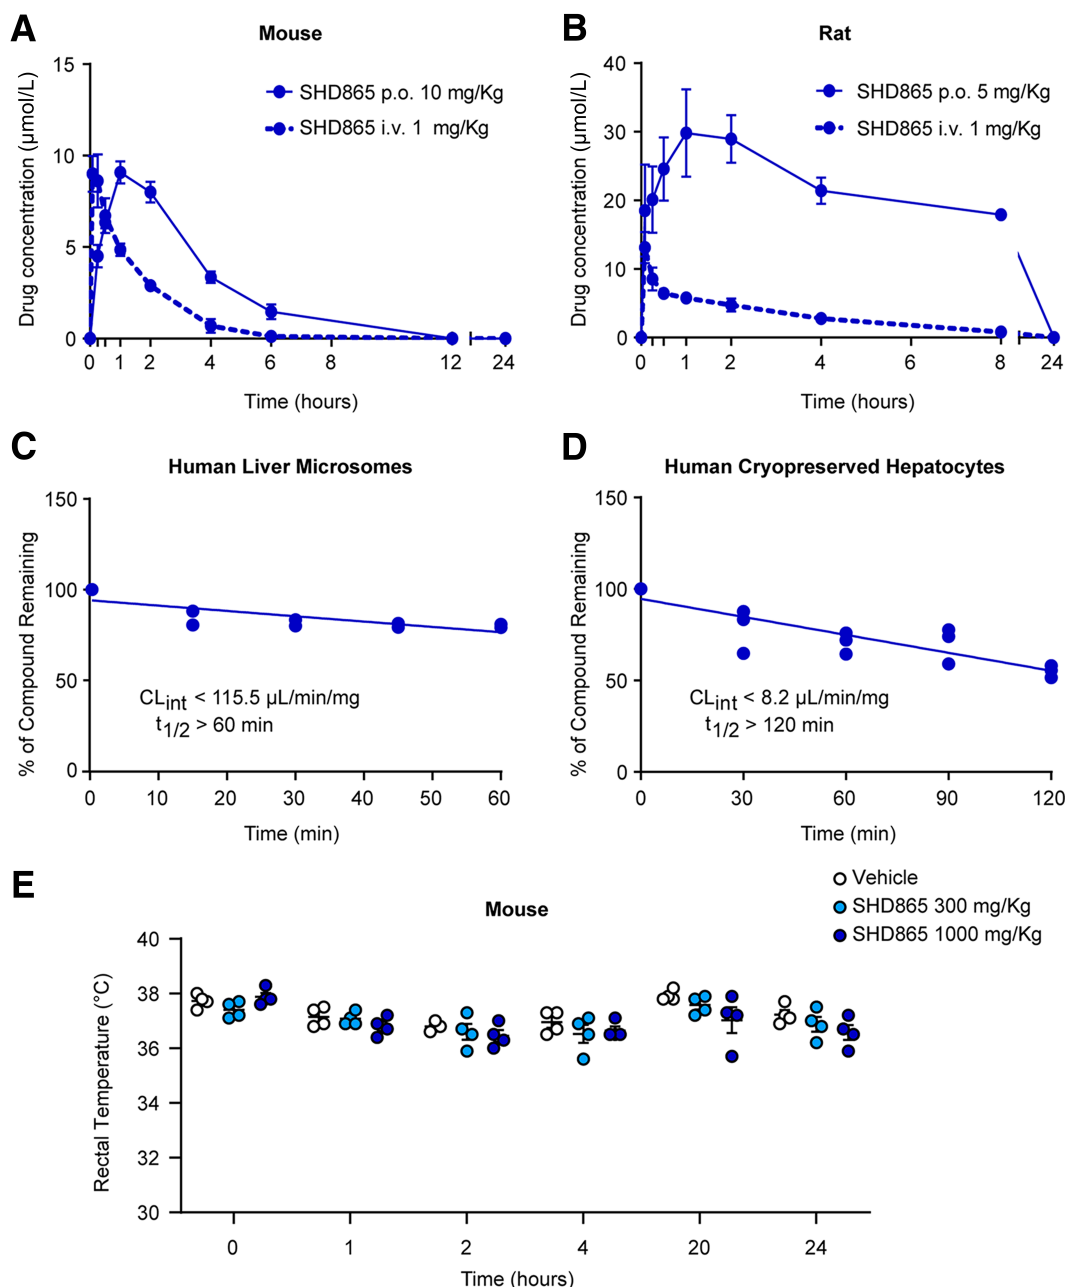 A
Mouse
Drug concentration (µmol/L)
15
10
5
0
SHD865 p.o. 10 mg/Kg
SHD865 i.v. 1 mg/Kg
0 1 2 4 6 8 12 24
Time (hours)
B
Rat
Drug concentration (µmol/L)
40
30
20
10
0
SHD865 p.o. 5 mg/Kg
SHD865 i.v. 1 mg/Kg
0 1 2 4 6 8 24
Time (hours)
C
Human Liver Microsomes
% of Compound Remaining
150
100
50
0
CLint < 115.5 µL/min/mg
t1/2 > 60 min
0 10 20 30 40 50 60
Time (min)
D
Human Cryopreserved Hepatocytes
% of Compound Remaining
150
100
50
0
CLint < 8.2 µL/min/mg
t1/2 > 120 min
0 30 60 90 120
Time (min)
E
Mouse
Vehicle
SHD865 300 mg/Kg
SHD865 1000 mg/Kg
Rectal Temperature (°C)
40
38
36
34
32
30
0 1 2 4 20 24
Time (hours)